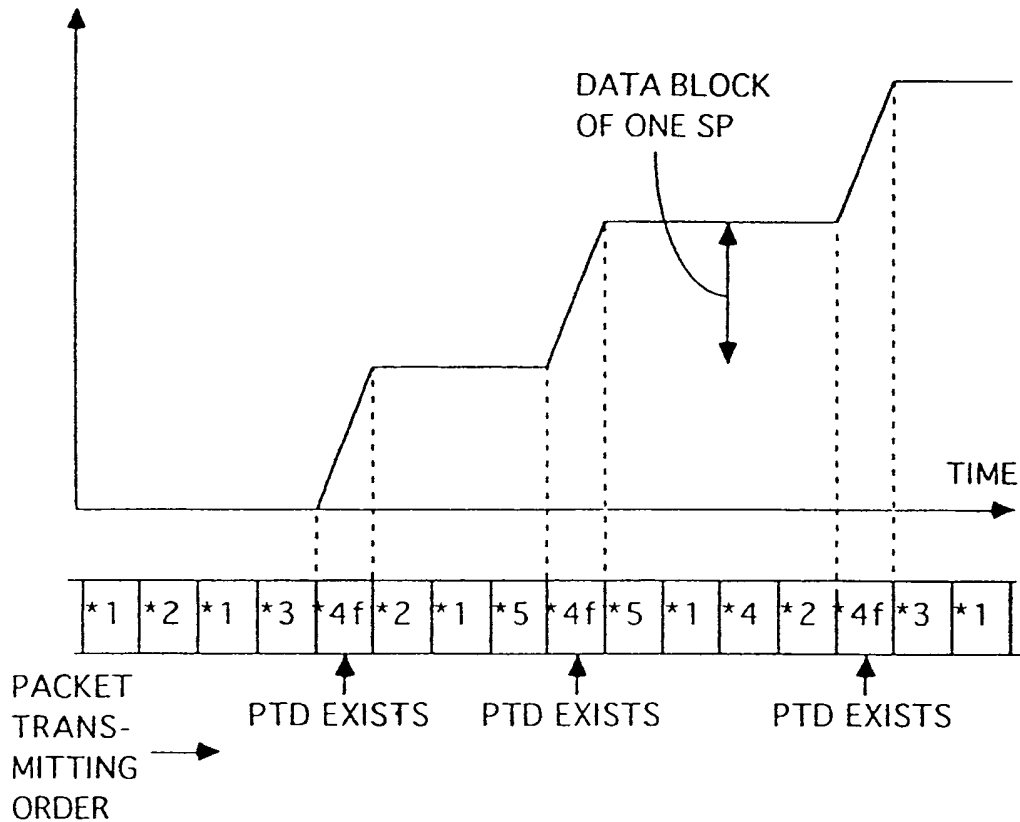 DATA BLOCK
OF ONE SP
TIME
*1 *2 *1 *3 *4f *2 *1 *5 *4f *5 *1 *4 *2 *4f *3 *1
PACKET
TRANS-
MITTING
ORDER
PTD EXISTS PTD EXISTS PTD EXISTS